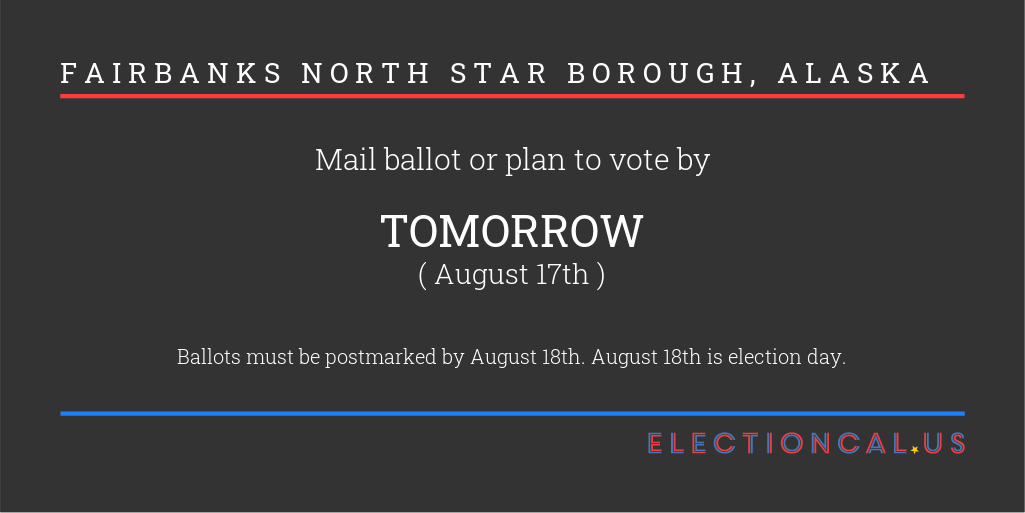 FAIRBANKS NORTH STAR BOROUGH, ALASKA
Mail ballot or plan to vote by
TOMORROW
( August 17th )
Ballots must be postmarked by August 18th. August 18th is election day.
ELECTIONCAL★US